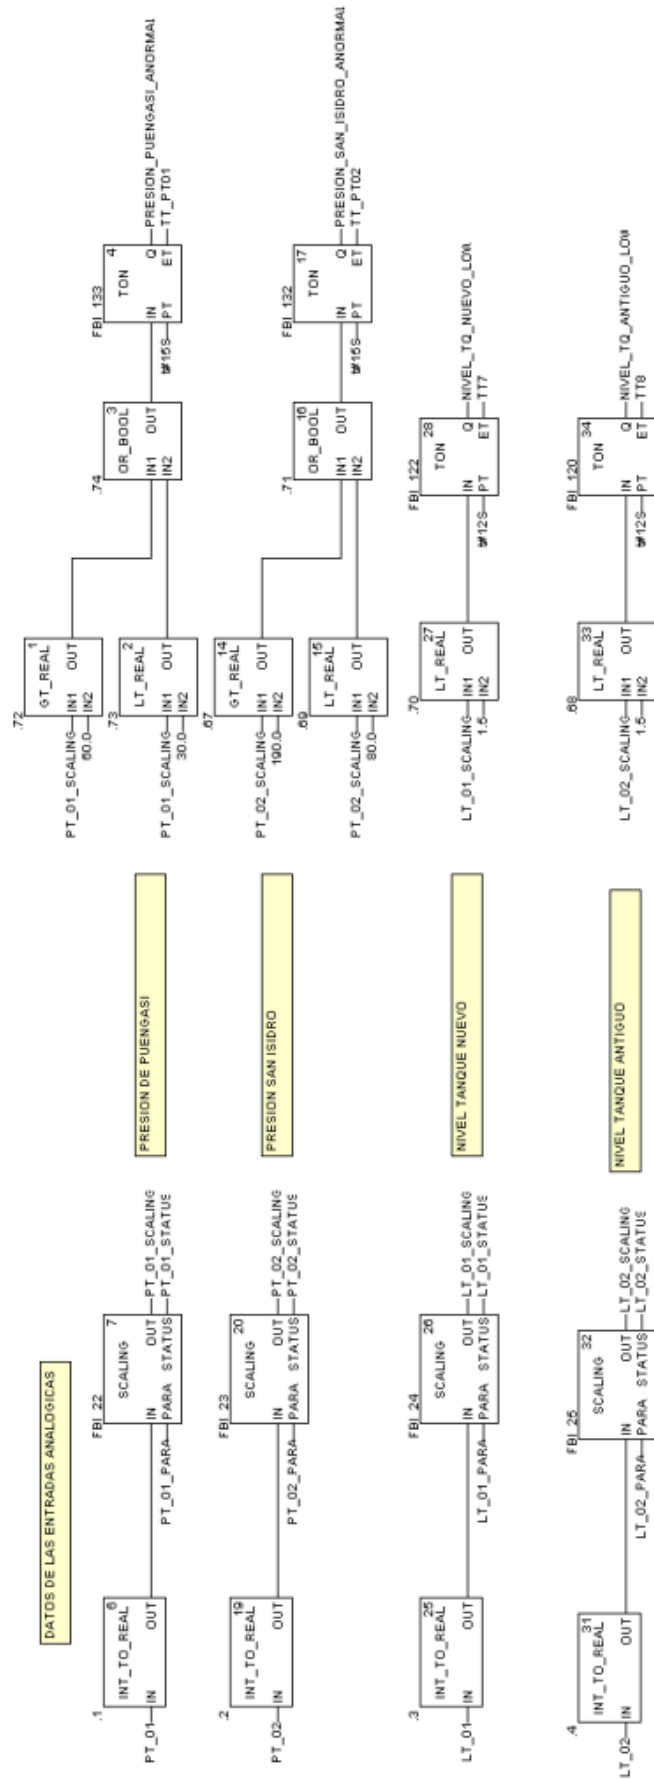 DATOS DE LAS ENTRADAS ANALOGICAS
.1
INT_TO_REAL
6
IN
OUT
PT_01
FBI_22
SCALING
7
IN
OUT
PARA
STATUS
PT_01_PARA
PT_01_SCALING
PT_01_STATUS
PRESION DE PUENGASI
.72
GT_REAL
1
IN1
OUT
IN2
PT_01_SCALING
60.0
.73
LT_REAL
2
IN1
OUT
IN2
PT_01_SCALING
30.0
.74
OR_BOOL
3
IN1
OUT
IN2
FBI_133
TON
4
IN
Q
PT
ET
t#15S
PRESION_PUENGASI_ANORMAL
TT_PT01
.2
INT_TO_REAL
19
IN
OUT
PT_02
FBI_23
SCALING
20
IN
OUT
PARA
STATUS
PT_02_PARA
PT_02_SCALING
PT_02_STATUS
PRESION SAN ISIDRO
.67
GT_REAL
14
IN1
OUT
IN2
PT_02_SCALING
190.0
.69
LT_REAL
15
IN1
OUT
IN2
PT_02_SCALING
80.0
.71
OR_BOOL
16
IN1
OUT
IN2
FBI_132
TON
17
IN
Q
PT
ET
t#15S
PRESION_SAN_ISIDRO_ANORMAL
TT_PT02
.3
INT_TO_REAL
25
IN
OUT
LT_01
FBI_24
SCALING
26
IN
OUT
PARA
STATUS
LT_01_PARA
LT_01_SCALING
LT_01_STATUS
NIVEL TANQUE NUEVO
.70
LT_REAL
27
IN1
OUT
IN2
LT_01_SCALING
1.5
FBI_122
TON
28
IN
Q
PT
ET
t#12S
NIVEL_TQ_NUEVO_LOW
TT7
.4
INT_TO_REAL
31
IN
OUT
LT_02
FBI_25
SCALING
32
IN
OUT
PARA
STATUS
LT_02_PARA
LT_02_SCALING
LT_02_STATUS
NIVEL TANQUE ANTIGUO
.68
LT_REAL
33
IN1
OUT
IN2
LT_02_SCALING
1.5
FBI_120
TON
34
IN
Q
PT
ET
t#12S
NIVEL_TQ_ANTIGUO_LOW
TT8